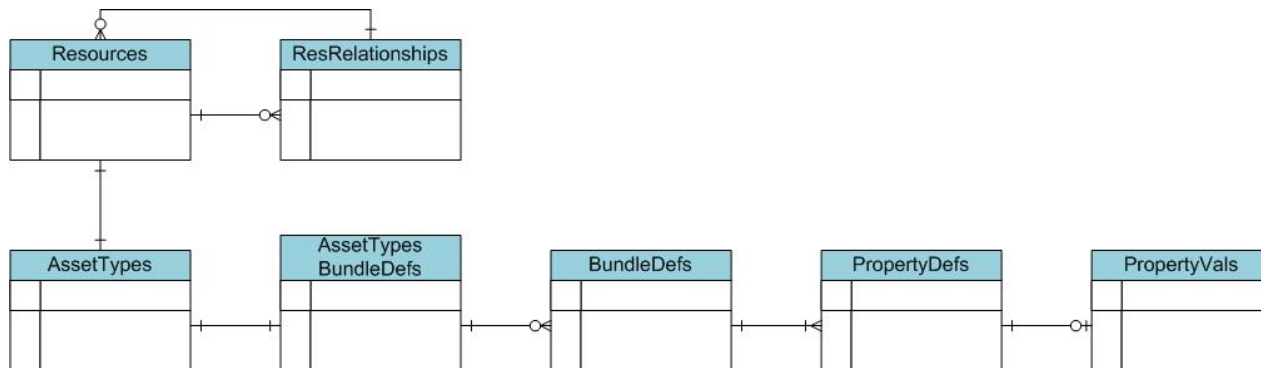 Resources
ResRelationships
AssetTypes
AssetTypes
BundleDefs
BundleDefs
PropertyDefs
PropertyVals